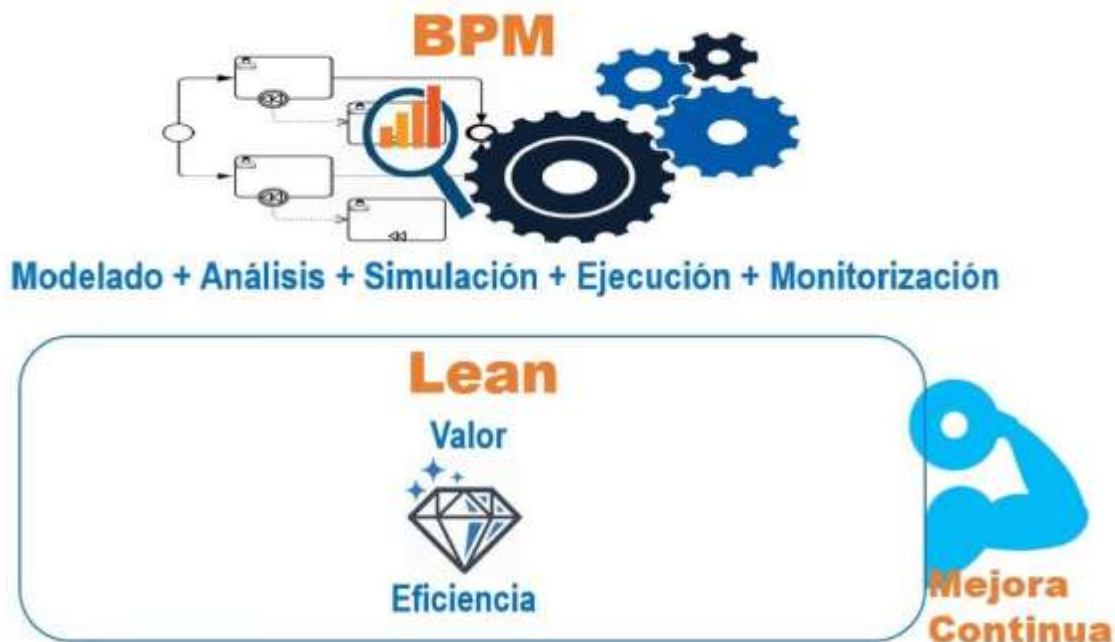 BPM
Modelado + Análisis + Simulación + Ejecución + Monitorización
Lean
Valor
Eficiencia
Mejora
Continua